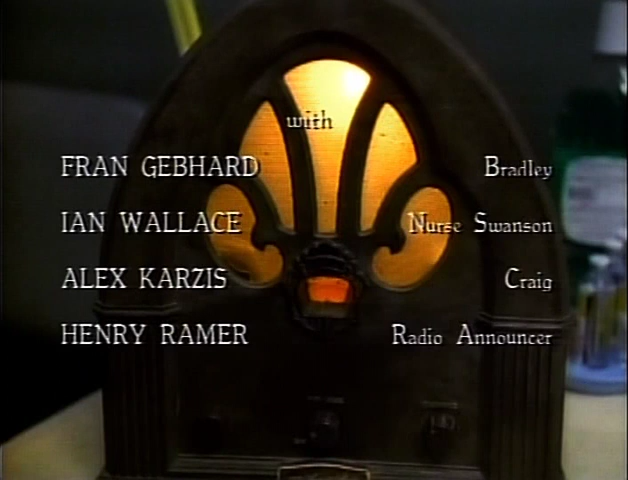 with
FRAN GEBHARD Bradley
IAN WALLACE Nurse Swanson
ALEX KARZIS Craig
HENRY RAMER Radio Announcer